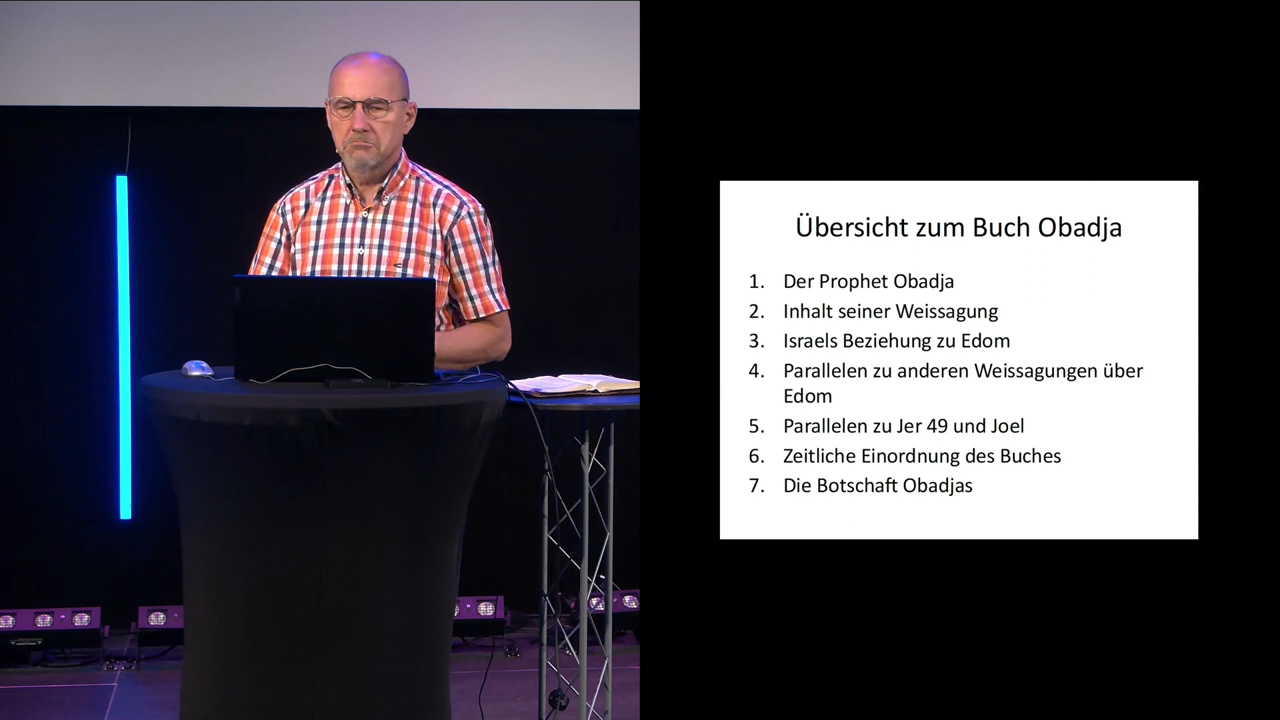 Übersicht zum Buch Obadja
1. Der Prophet Obadja
2. Inhalt seiner Weissagung
3. Israels Beziehung zu Edom
4. Parallelen zu anderen Weissagungen über
Edom
5. Parallelen zu Jer 49 und Joel
6. Zeitliche Einordnung des Buches
7. Die Botschaft Obadjas